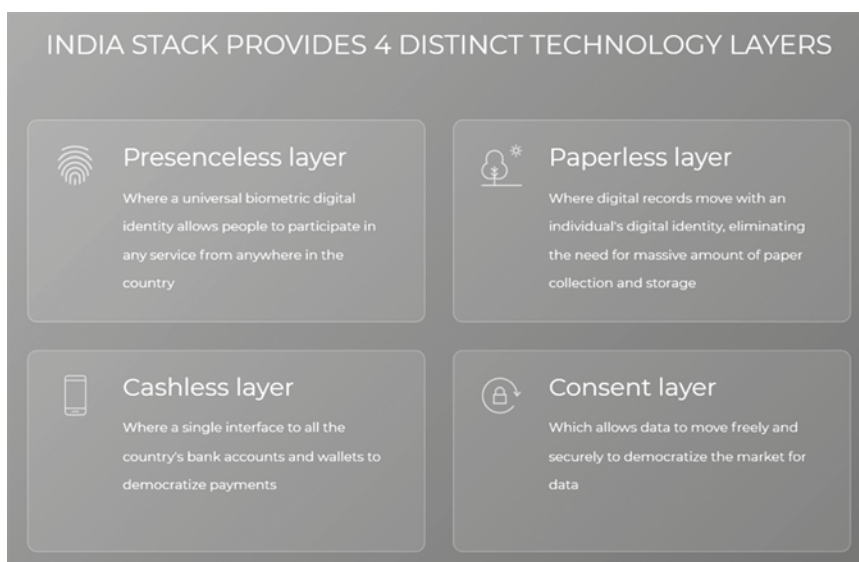 INDIA STACK PROVIDES 4 DISTINCT TECHNOLOGY LAYERS
Presenceless layer
Where a universal biometric digital
identity allows people to participate in
any service from anywhere in the
country
Paperless layer
Where digital records move with an
individual's digital identity, eliminating
the need for massive amount of paper
collection and storage
Cashless layer
Where a single interface to all the
country's bank accounts and wallets to
democratize payments
Consent layer
Which allows data to move freely and
securely to democratize the market for
data